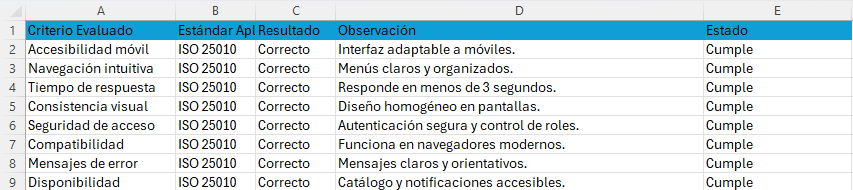 A B C D E
1 Criterio Evaluado Estándar Apl Resultado Observación Estado
2 Accesibilidad móvil ISO 25010 Correcto Interfaz adaptable a móviles. Cumple
3 Navegación intuitiva ISO 25010 Correcto Menús claros y organizados. Cumple
4 Tiempo de respuesta ISO 25010 Correcto Responde en menos de 3 segundos. Cumple
5 Consistencia visual ISO 25010 Correcto Diseño homogéneo en pantallas. Cumple
6 Seguridad de acceso ISO 25010 Correcto Autenticación segura y control de roles. Cumple
7 Compatibilidad ISO 25010 Correcto Funciona en navegadores modernos. Cumple
8 Mensajes de error ISO 25010 Correcto Mensajes claros y orientativos. Cumple
9 Disponibilidad ISO 25010 Correcto Catálogo y notificaciones accesibles. Cumple